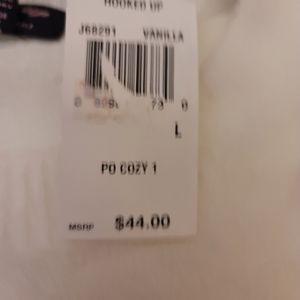 HOOKED UP
J68291 VANILLA
L
PO COZY 1
MSRP $44.00